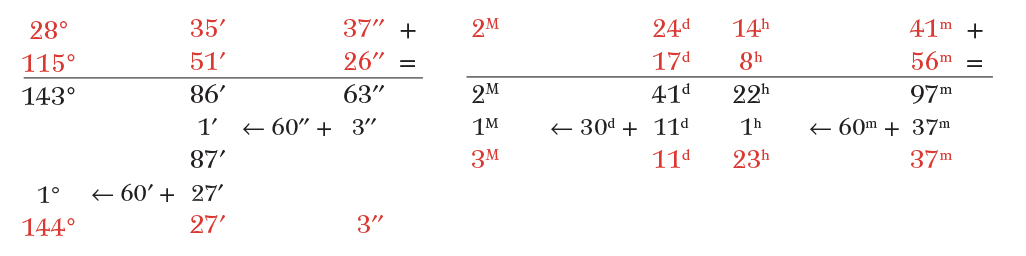 28° 35′ 37″ +
115° 51′ 26″ =
143° 86′ 63″
1′ ← 60″ + 3″
87′
1° ← 60′ + 27′
144° 27′ 3″
2ᴹ 24ᵈ 14ʰ 41ᵐ +
17ᵈ 8ʰ 56ᵐ =
2ᴹ 41ᵈ 22ʰ 97ᵐ
1ᴹ ← 30ᵈ + 11ᵈ 1ʰ ← 60ᵐ + 37ᵐ
3ᴹ 11ᵈ 23ʰ 37ᵐ